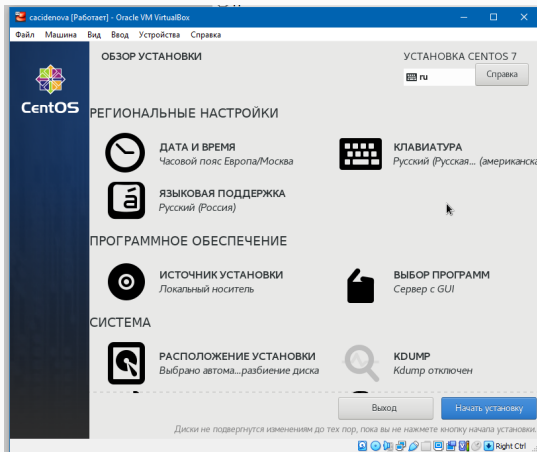 cacidenova [Работает] - Oracle VM VirtualBox
Файл Машина Вид Ввод Устройства Справка
ОБЗОР УСТАНОВКИ
УСТАНОВКА CENTOS 7
ru
Справка
CentOS
РЕГИОНАЛЬНЫЕ НАСТРОЙКИ
ДАТА И ВРЕМЯ
Часовой пояс Европа/Москва
КЛАВИАТУРА
Русский (Русская... (американска
ЯЗЫКОВАЯ ПОДДЕРЖКА
Русский (Россия)
ПРОГРАММНОЕ ОБЕСПЕЧЕНИЕ
ИСТОЧНИК УСТАНОВКИ
Локальный носитель
ВЫБОР ПРОГРАММ
Сервер с GUI
СИСТЕМА
РАСПОЛОЖЕНИЕ УСТАНОВКИ
Выбрано автома...разбиение диска
KDUMP
Kdump отключен
Выход
Начать установку
Диски не подвергнутся изменениям до тех пор, пока вы не нажмете кнопку начала установки.
Right Ctrl